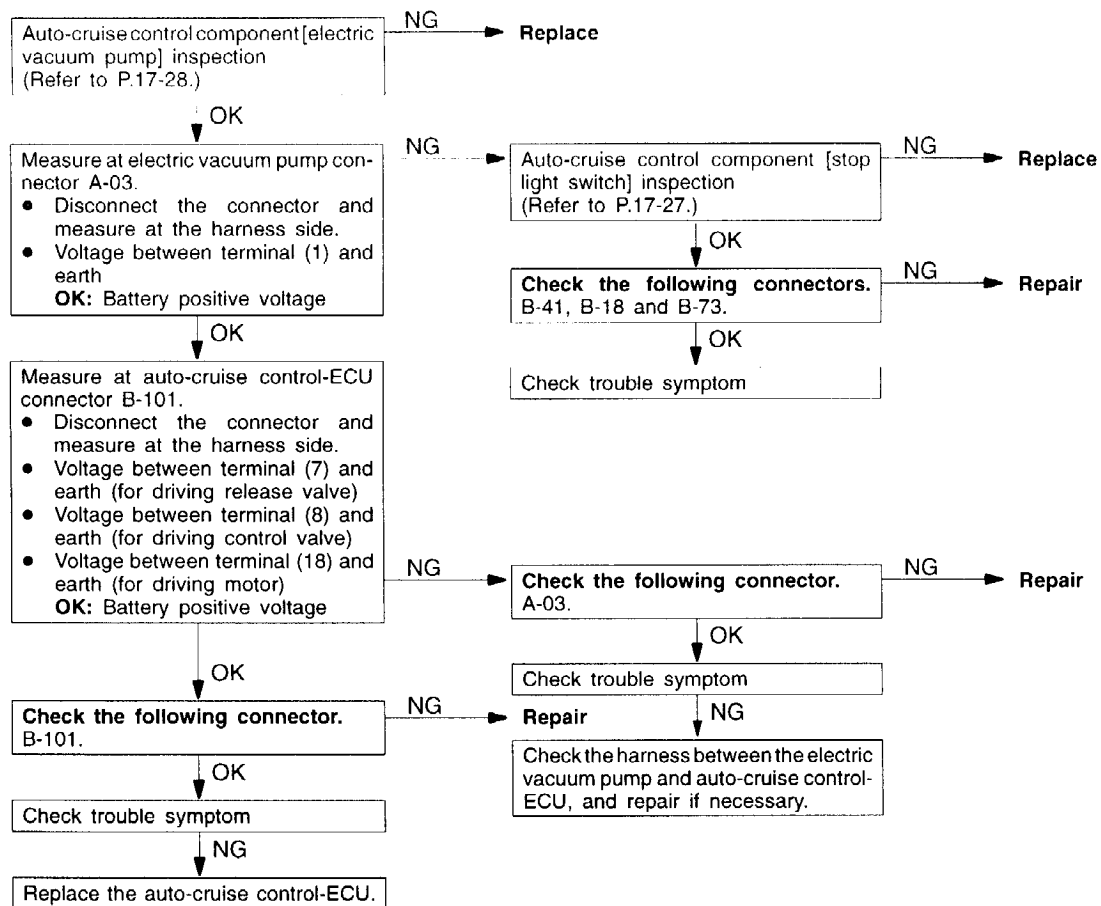 Auto-cruise control component [electric
vacuum pump] inspection
(Refer to P.17-28.)
NG
Replace
OK
Measure at electric vacuum pump con-
nector A-03.
● Disconnect the connector and
measure at the harness side.
● Voltage between terminal (1) and
earth
OK: Battery positive voltage
NG
Auto-cruise control component [stop
light switch] inspection
(Refer to P.17-27.)
NG
Replace
OK
Check the following connectors.
B-41, B-18 and B-73.
NG
Repair
OK
Check trouble symptom
OK
Measure at auto-cruise control-ECU
connector B-101.
● Disconnect the connector and
measure at the harness side.
● Voltage between terminal (7) and
earth (for driving release valve)
● Voltage between terminal (8) and
earth (for driving control valve)
● Voltage between terminal (18) and
earth (for driving motor)
OK: Battery positive voltage
NG
Check the following connector.
A-03.
NG
Repair
OK
Check trouble symptom
NG
Check the harness between the electric
vacuum pump and auto-cruise control-
ECU, and repair if necessary.
OK
Check the following connector.
B-101.
NG
Repair
OK
Check trouble symptom
NG
Replace the auto-cruise control-ECU.